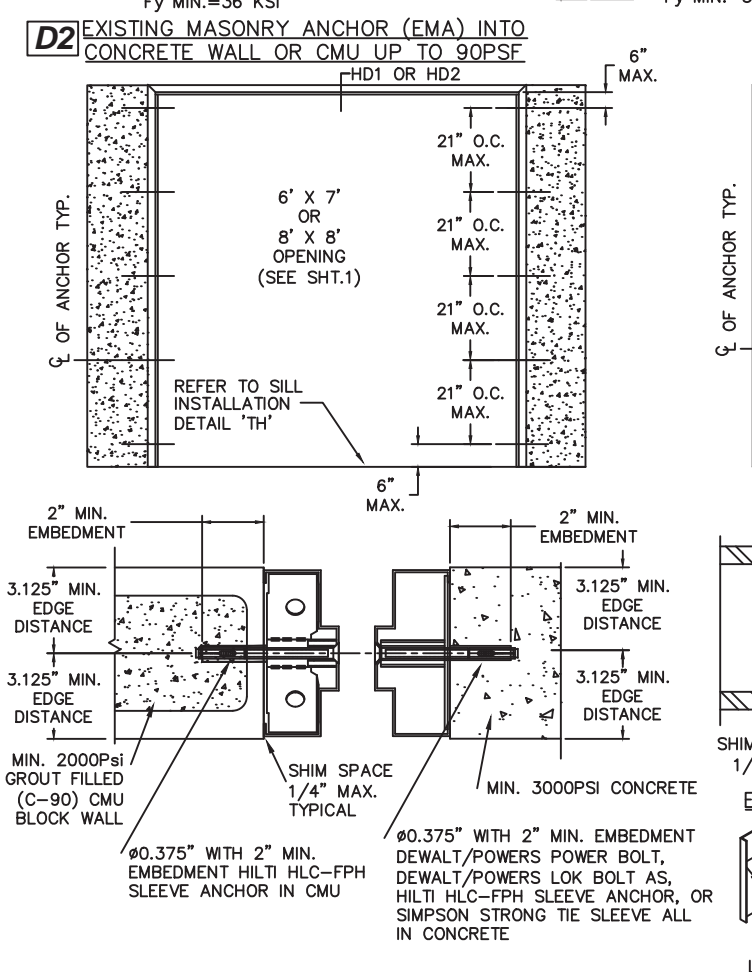 Fy MIN.=36 KSI
Fy MIN.
D2 EXISTING MASONRY ANCHOR (EMA) INTO
CONCRETE WALL OR CMU UP TO 90PSF
HD1 OR HD2
6"
MAX.
21" O.C.
MAX.
21" O.C.
MAX.
21" O.C.
MAX.
21" O.C.
MAX.
6' X 7'
OR
8' X 8'
OPENING
(SEE SHT.1)
℄ OF ANCHOR TYP.
℄ OF ANCHOR TYP.
REFER TO SILL
INSTALLATION
DETAIL 'TH'
6"
MAX.
2" MIN.
EMBEDMENT
2" MIN.
EMBEDMENT
3.125" MIN.
EDGE
DISTANCE
3.125" MIN.
EDGE
DISTANCE
3.125" MIN.
EDGE
DISTANCE
3.125" MIN.
EDGE
DISTANCE
MIN. 2000Psi
GROUT FILLED
(C-90) CMU
BLOCK WALL
SHIM SPACE
1/4" MAX.
TYPICAL
MIN. 3000PSI CONCRETE
ø0.375" WITH 2" MIN.
EMBEDMENT HILTI HLC-FPH
SLEEVE ANCHOR IN CMU
ø0.375" WITH 2" MIN. EMBEDMENT
DEWALT/POWERS POWER BOLT,
DEWALT/POWERS LOK BOLT AS,
HILTI HLC-FPH SLEEVE ANCHOR, OR
SIMPSON STRONG TIE SLEEVE ALL
IN CONCRETE
SHIM
1/